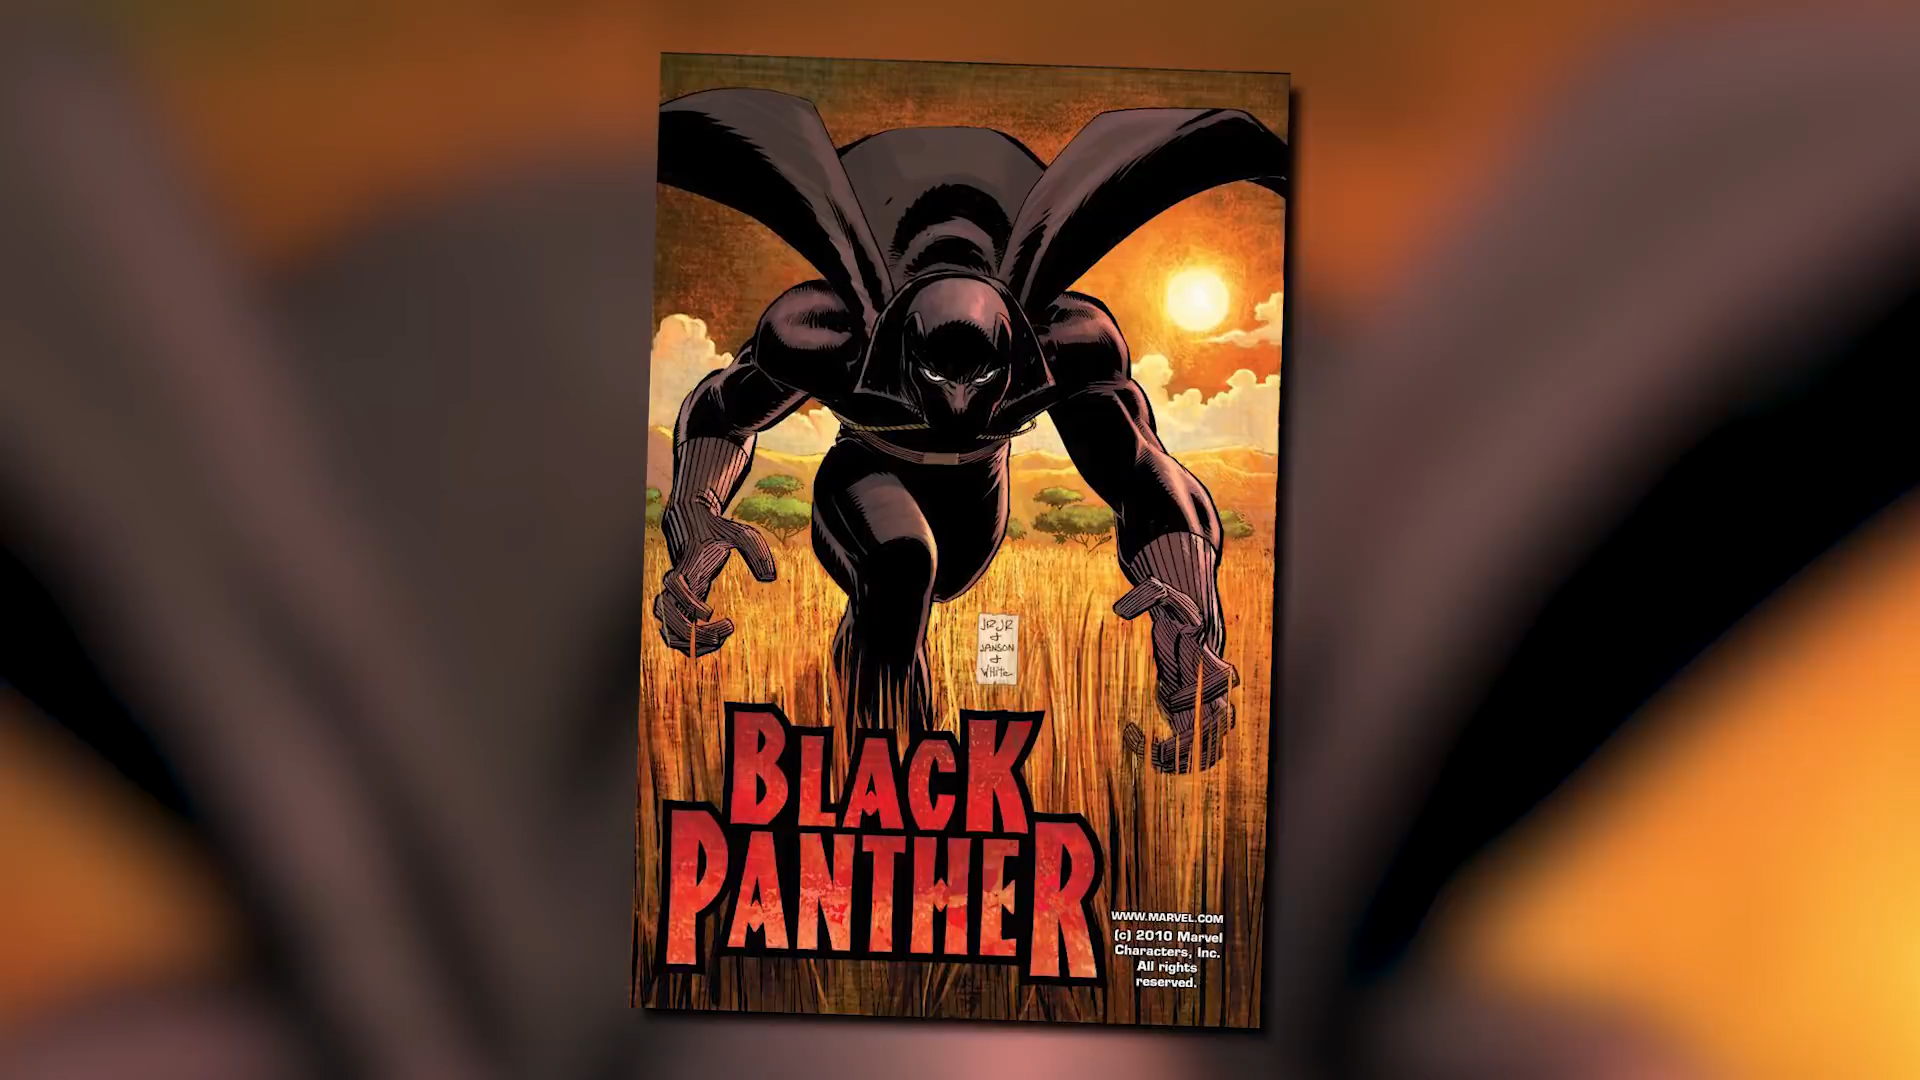 JRJR
&
JANSON
&
WHITE
BLACK
PANTHER
WWW.MARVEL.COM
(c) 2010 Marvel
Characters, Inc.
All rights
reserved.